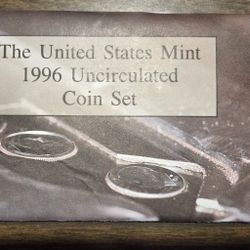 The United States Mint
1996 Uncirculated
Coin Set